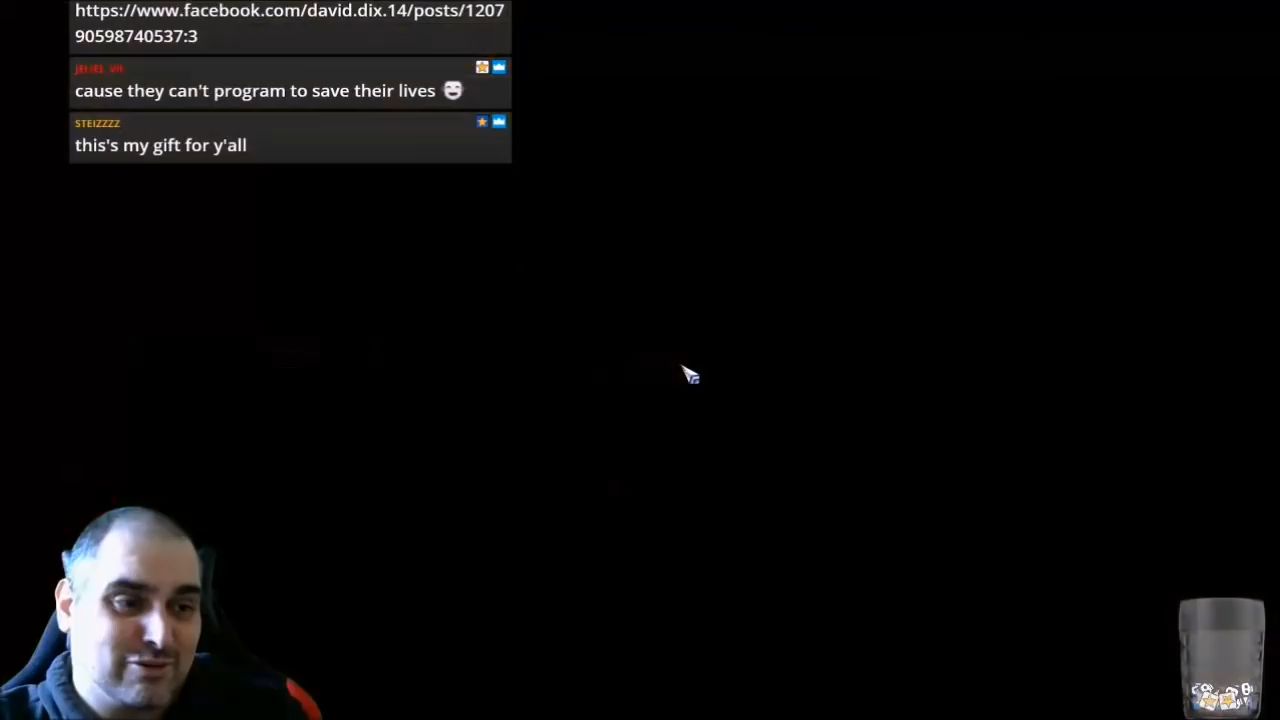 https://www.facebook.com/david.dix.14/posts/1207
90598740537:3
cause they can't program to save their lives
STEIZZZZ
this's my gift for y'all